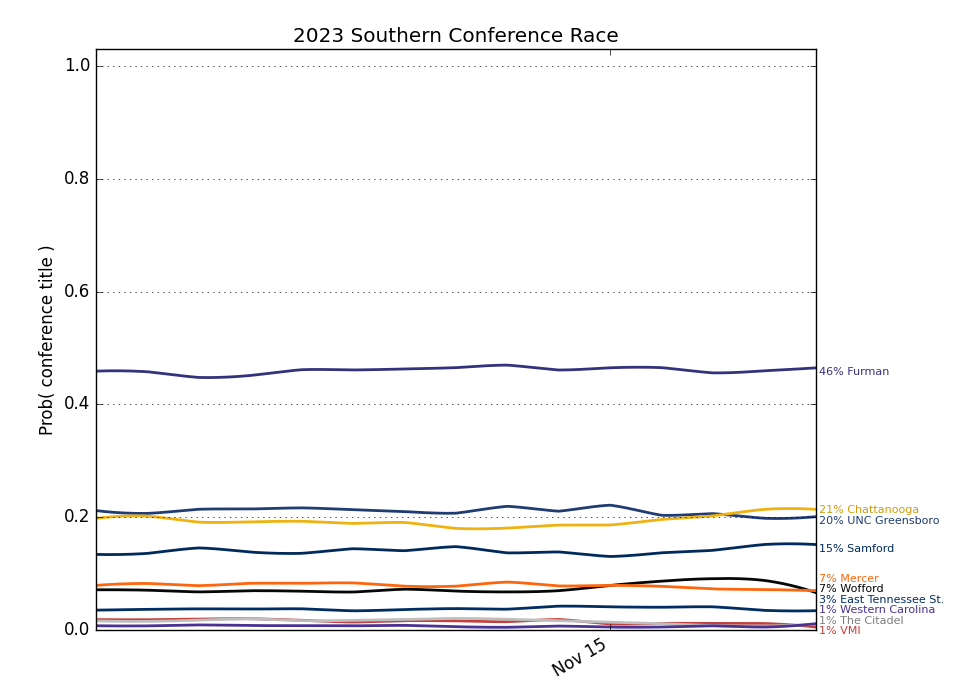 2023 Southern Conference Race
1.0
0.8
0.6
0.4
0.2
0.0
Prob( conference title )
Nov 15
46% Furman
21% Chattanooga
20% UNC Greensboro
15% Samford
7% Mercer
7% Wofford
3% East Tennessee St.
1% Western Carolina
1% The Citadel
1% VMI